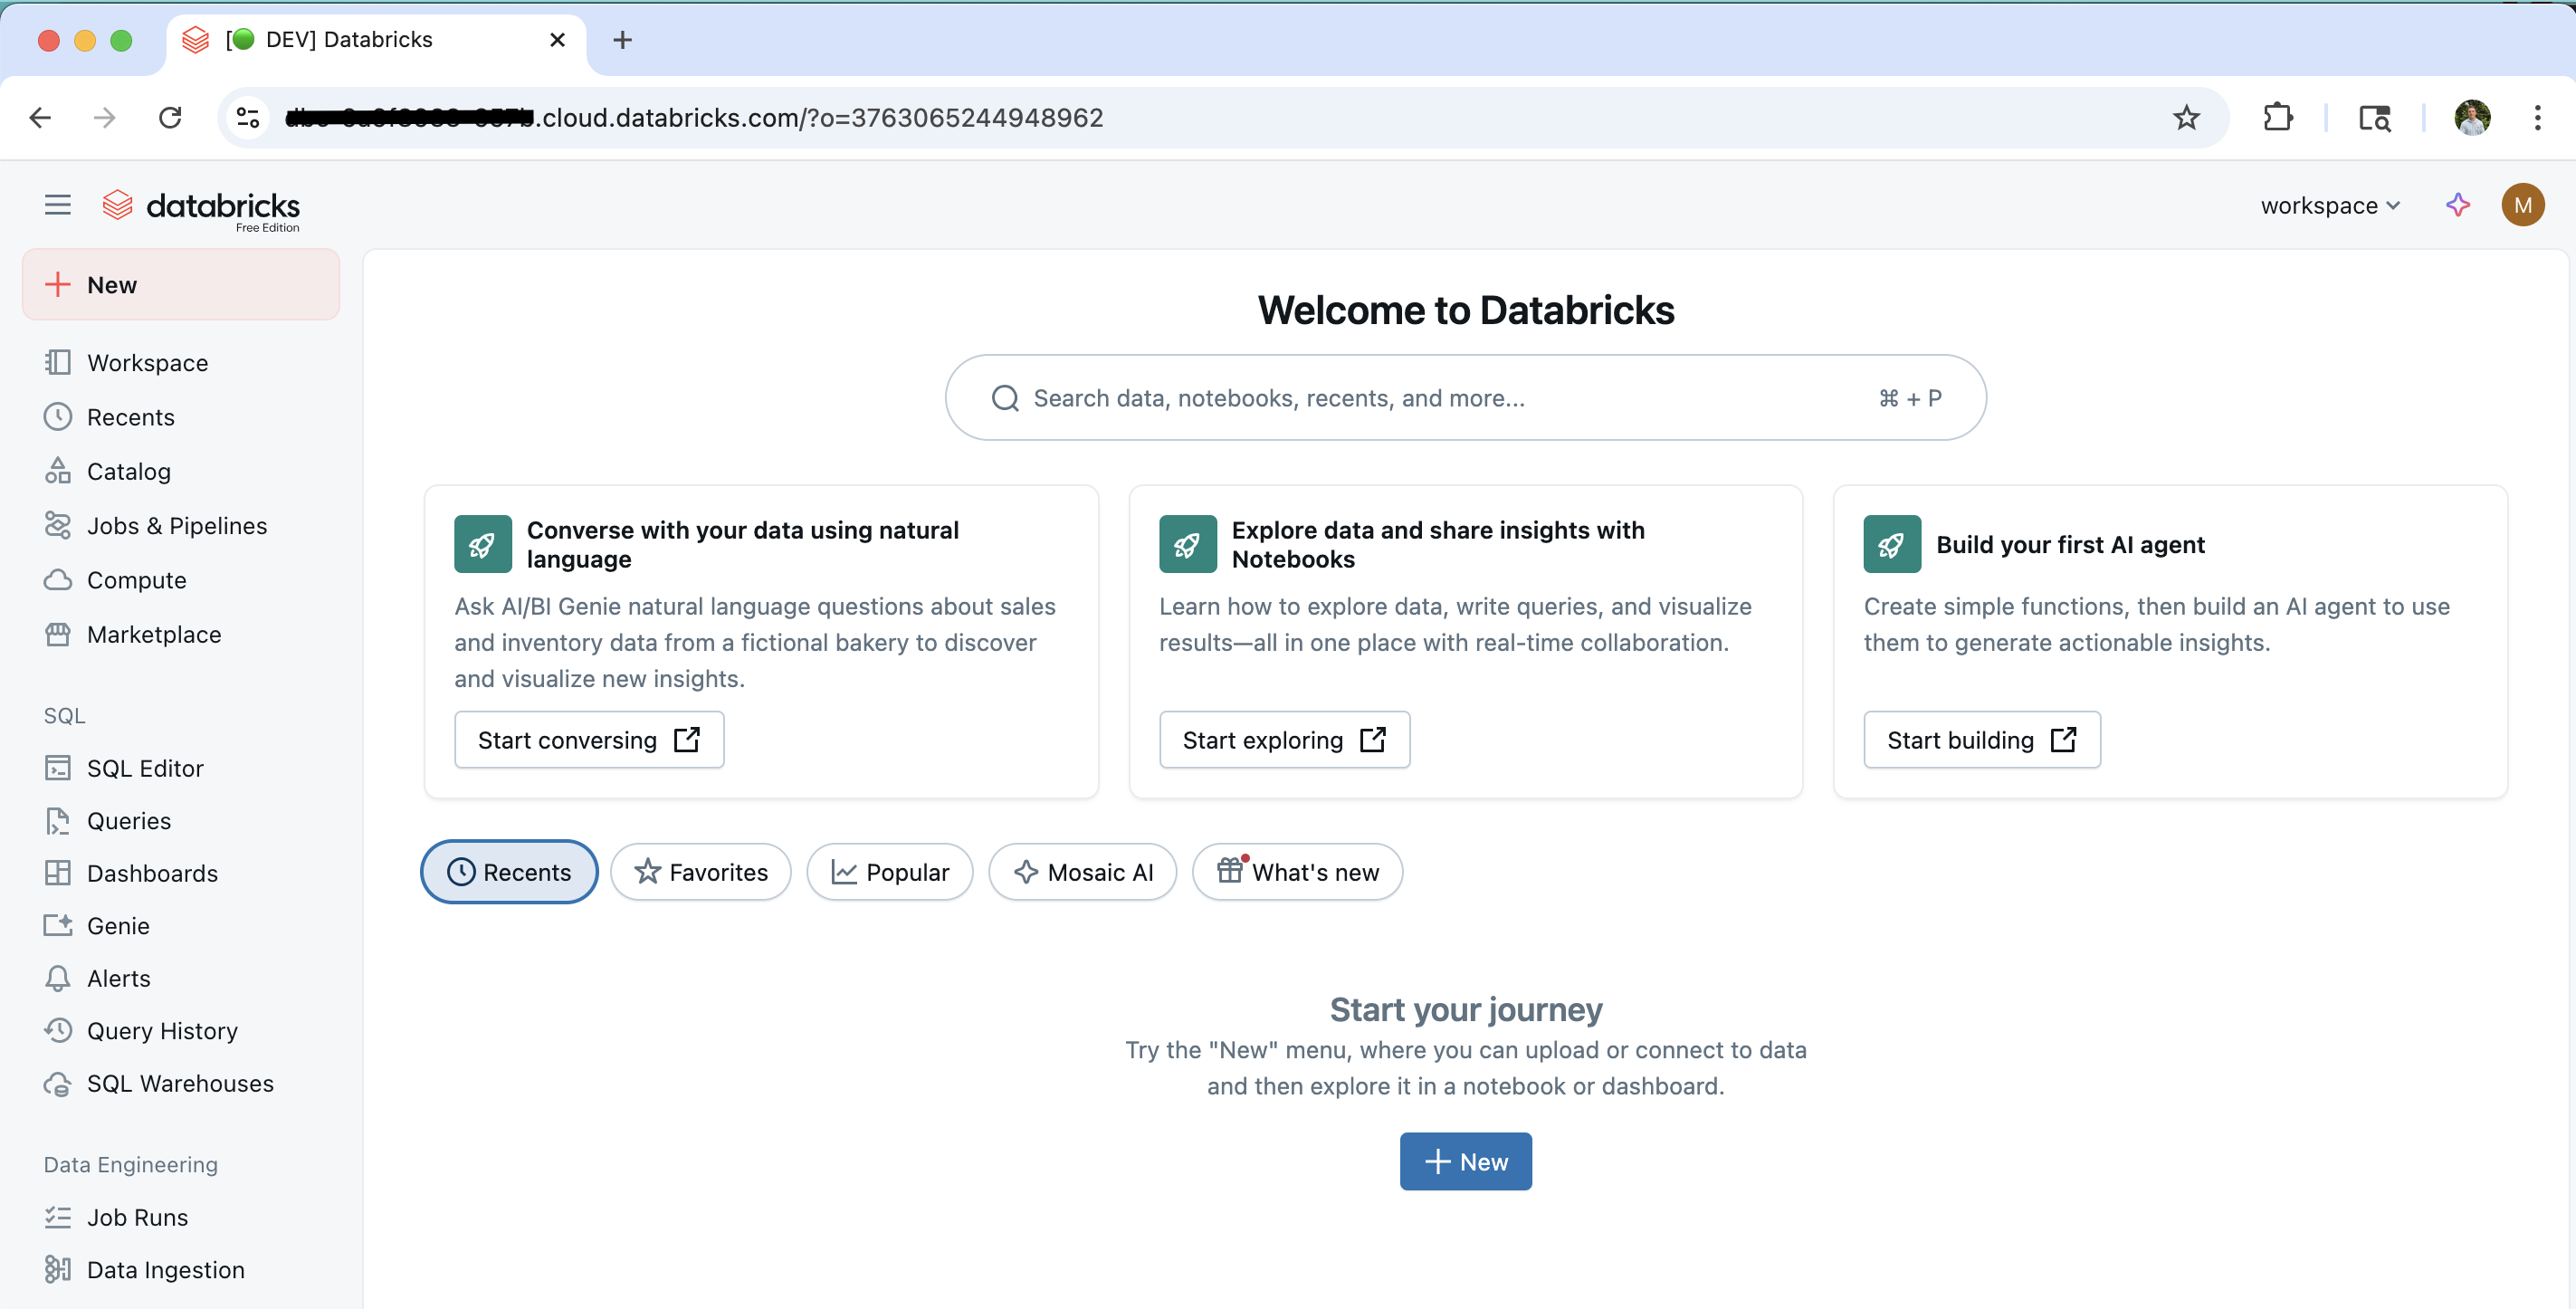 [🟢 DEV] Databricks
.cloud.databricks.com/?o=3763065244948962
databricks
Free Edition
workspace
M
New
Workspace
Recents
Catalog
Jobs & Pipelines
Compute
Marketplace
SQL
SQL Editor
Queries
Dashboards
Genie
Alerts
Query History
SQL Warehouses
Data Engineering
Job Runs
Data Ingestion
Welcome to Databricks
Search data, notebooks, recents, and more...
⌘ + P
Converse with your data using natural
language
Ask AI/BI Genie natural language questions about sales
and inventory data from a fictional bakery to discover
and visualize new insights.
Start conversing
Explore data and share insights with
Notebooks
Learn how to explore data, write queries, and visualize
results—all in one place with real-time collaboration.
Start exploring
Build your first AI agent
Create simple functions, then build an AI agent to use
them to generate actionable insights.
Start building
Recents
Favorites
Popular
Mosaic AI
What's new
Start your journey
Try the "New" menu, where you can upload or connect to data
and then explore it in a notebook or dashboard.
New